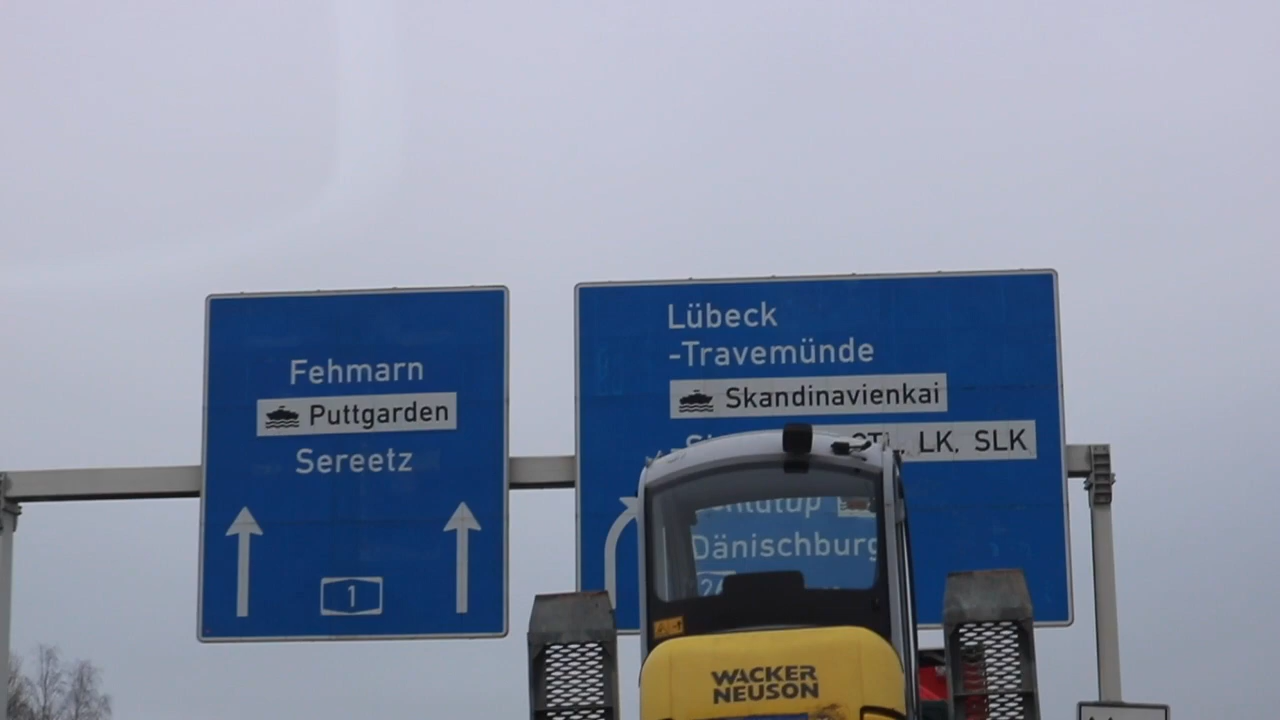 Fehmarn
Puttgarden
Sereetz
1
Lübeck
-Travemünde
Skandinavienkai
LK, SLK
Dänischburg
WACKER
NEUSON